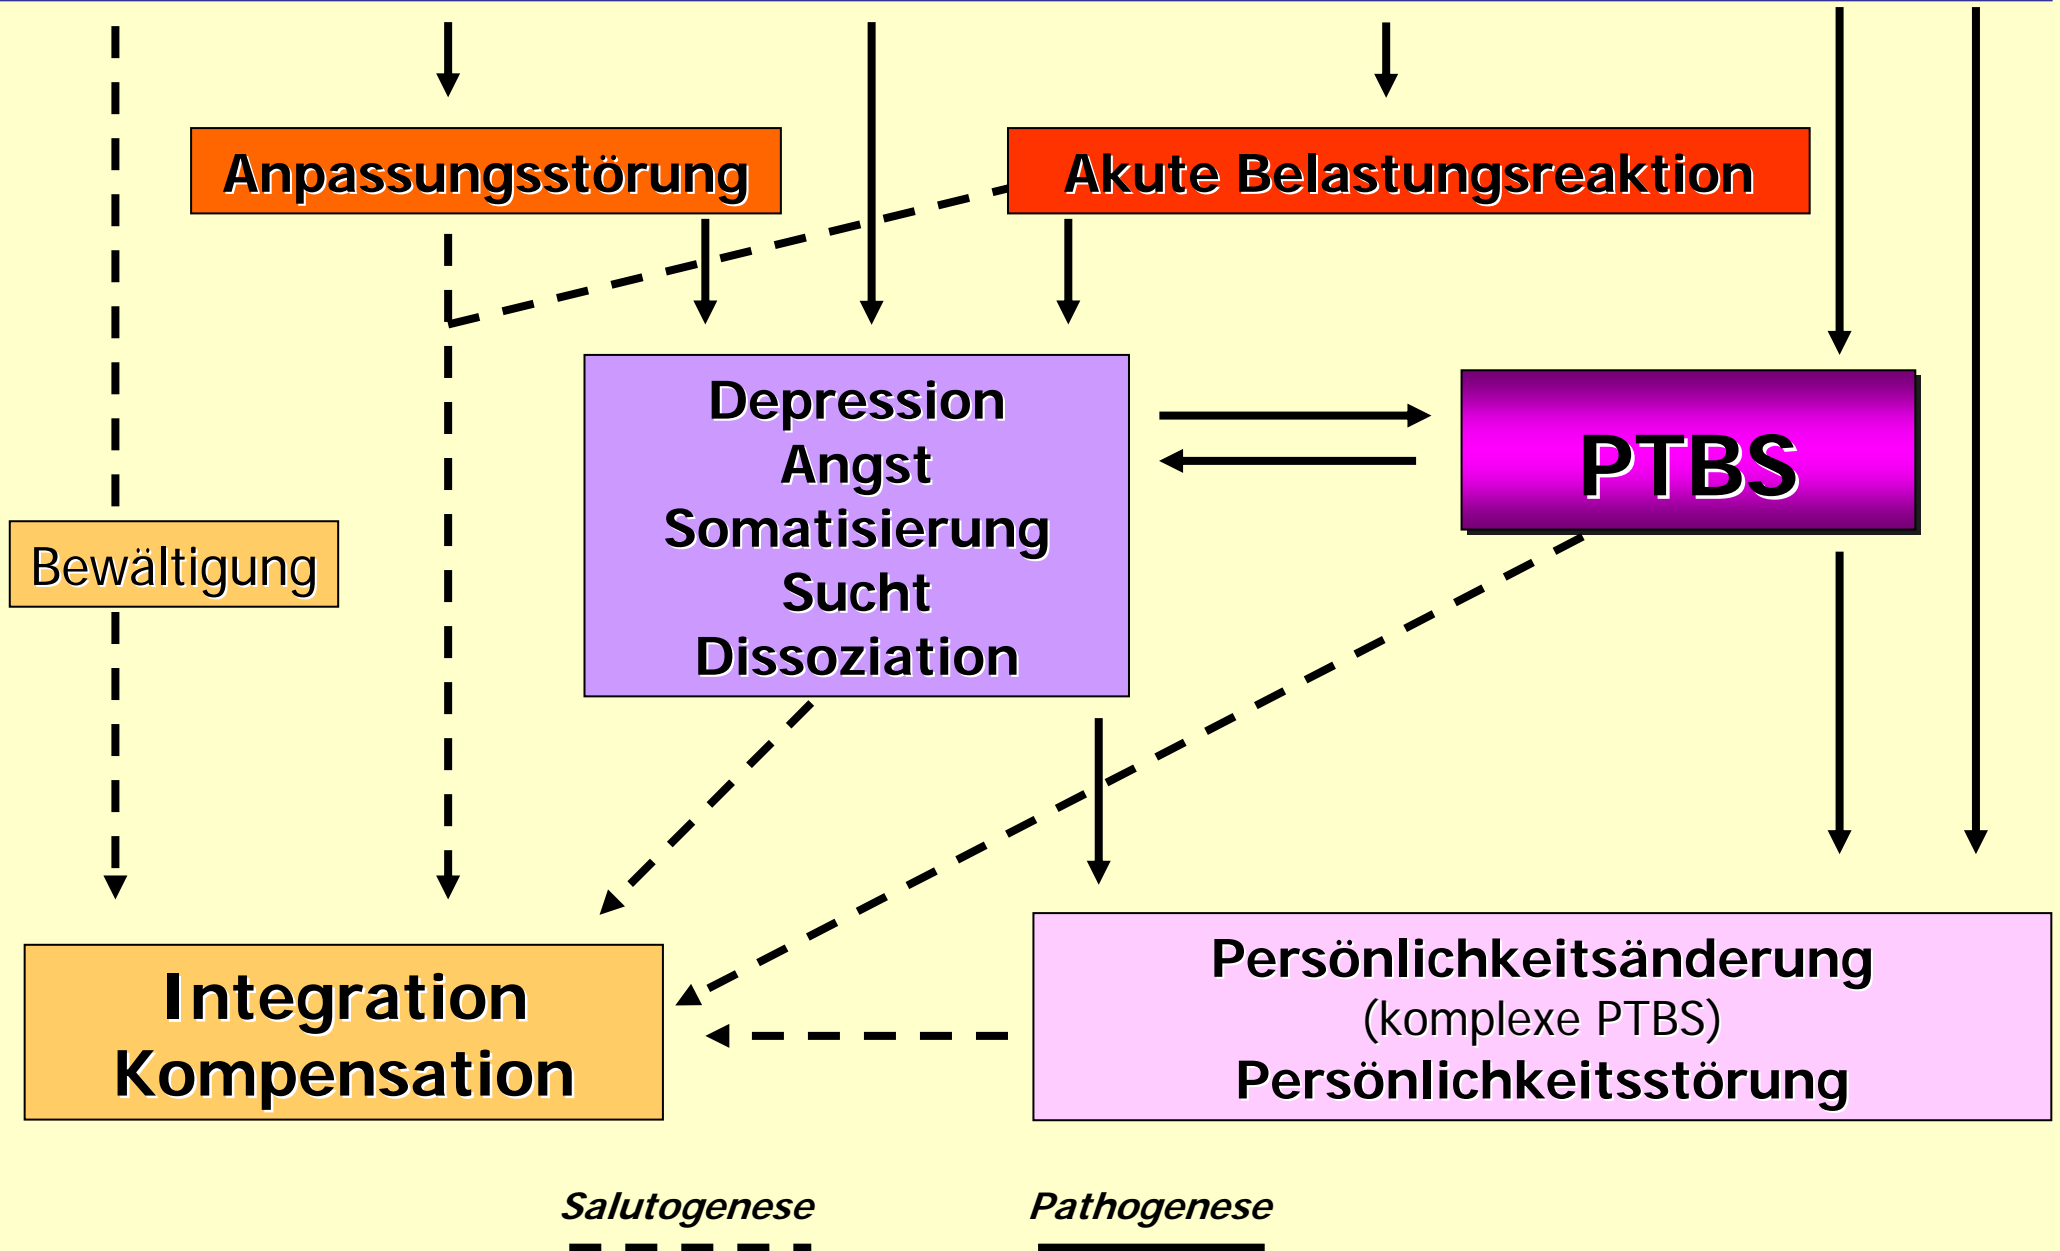 Anpassungsstörung
Akute Belastungsreaktion
Depression
Angst
Somatisierung
Sucht
Dissoziation
PTBS
Bewältigung
Integration
Kompensation
Persönlichkeitsänderung
(komplexe PTBS)
Persönlichkeitsstörung
Salutogenese
Pathogenese